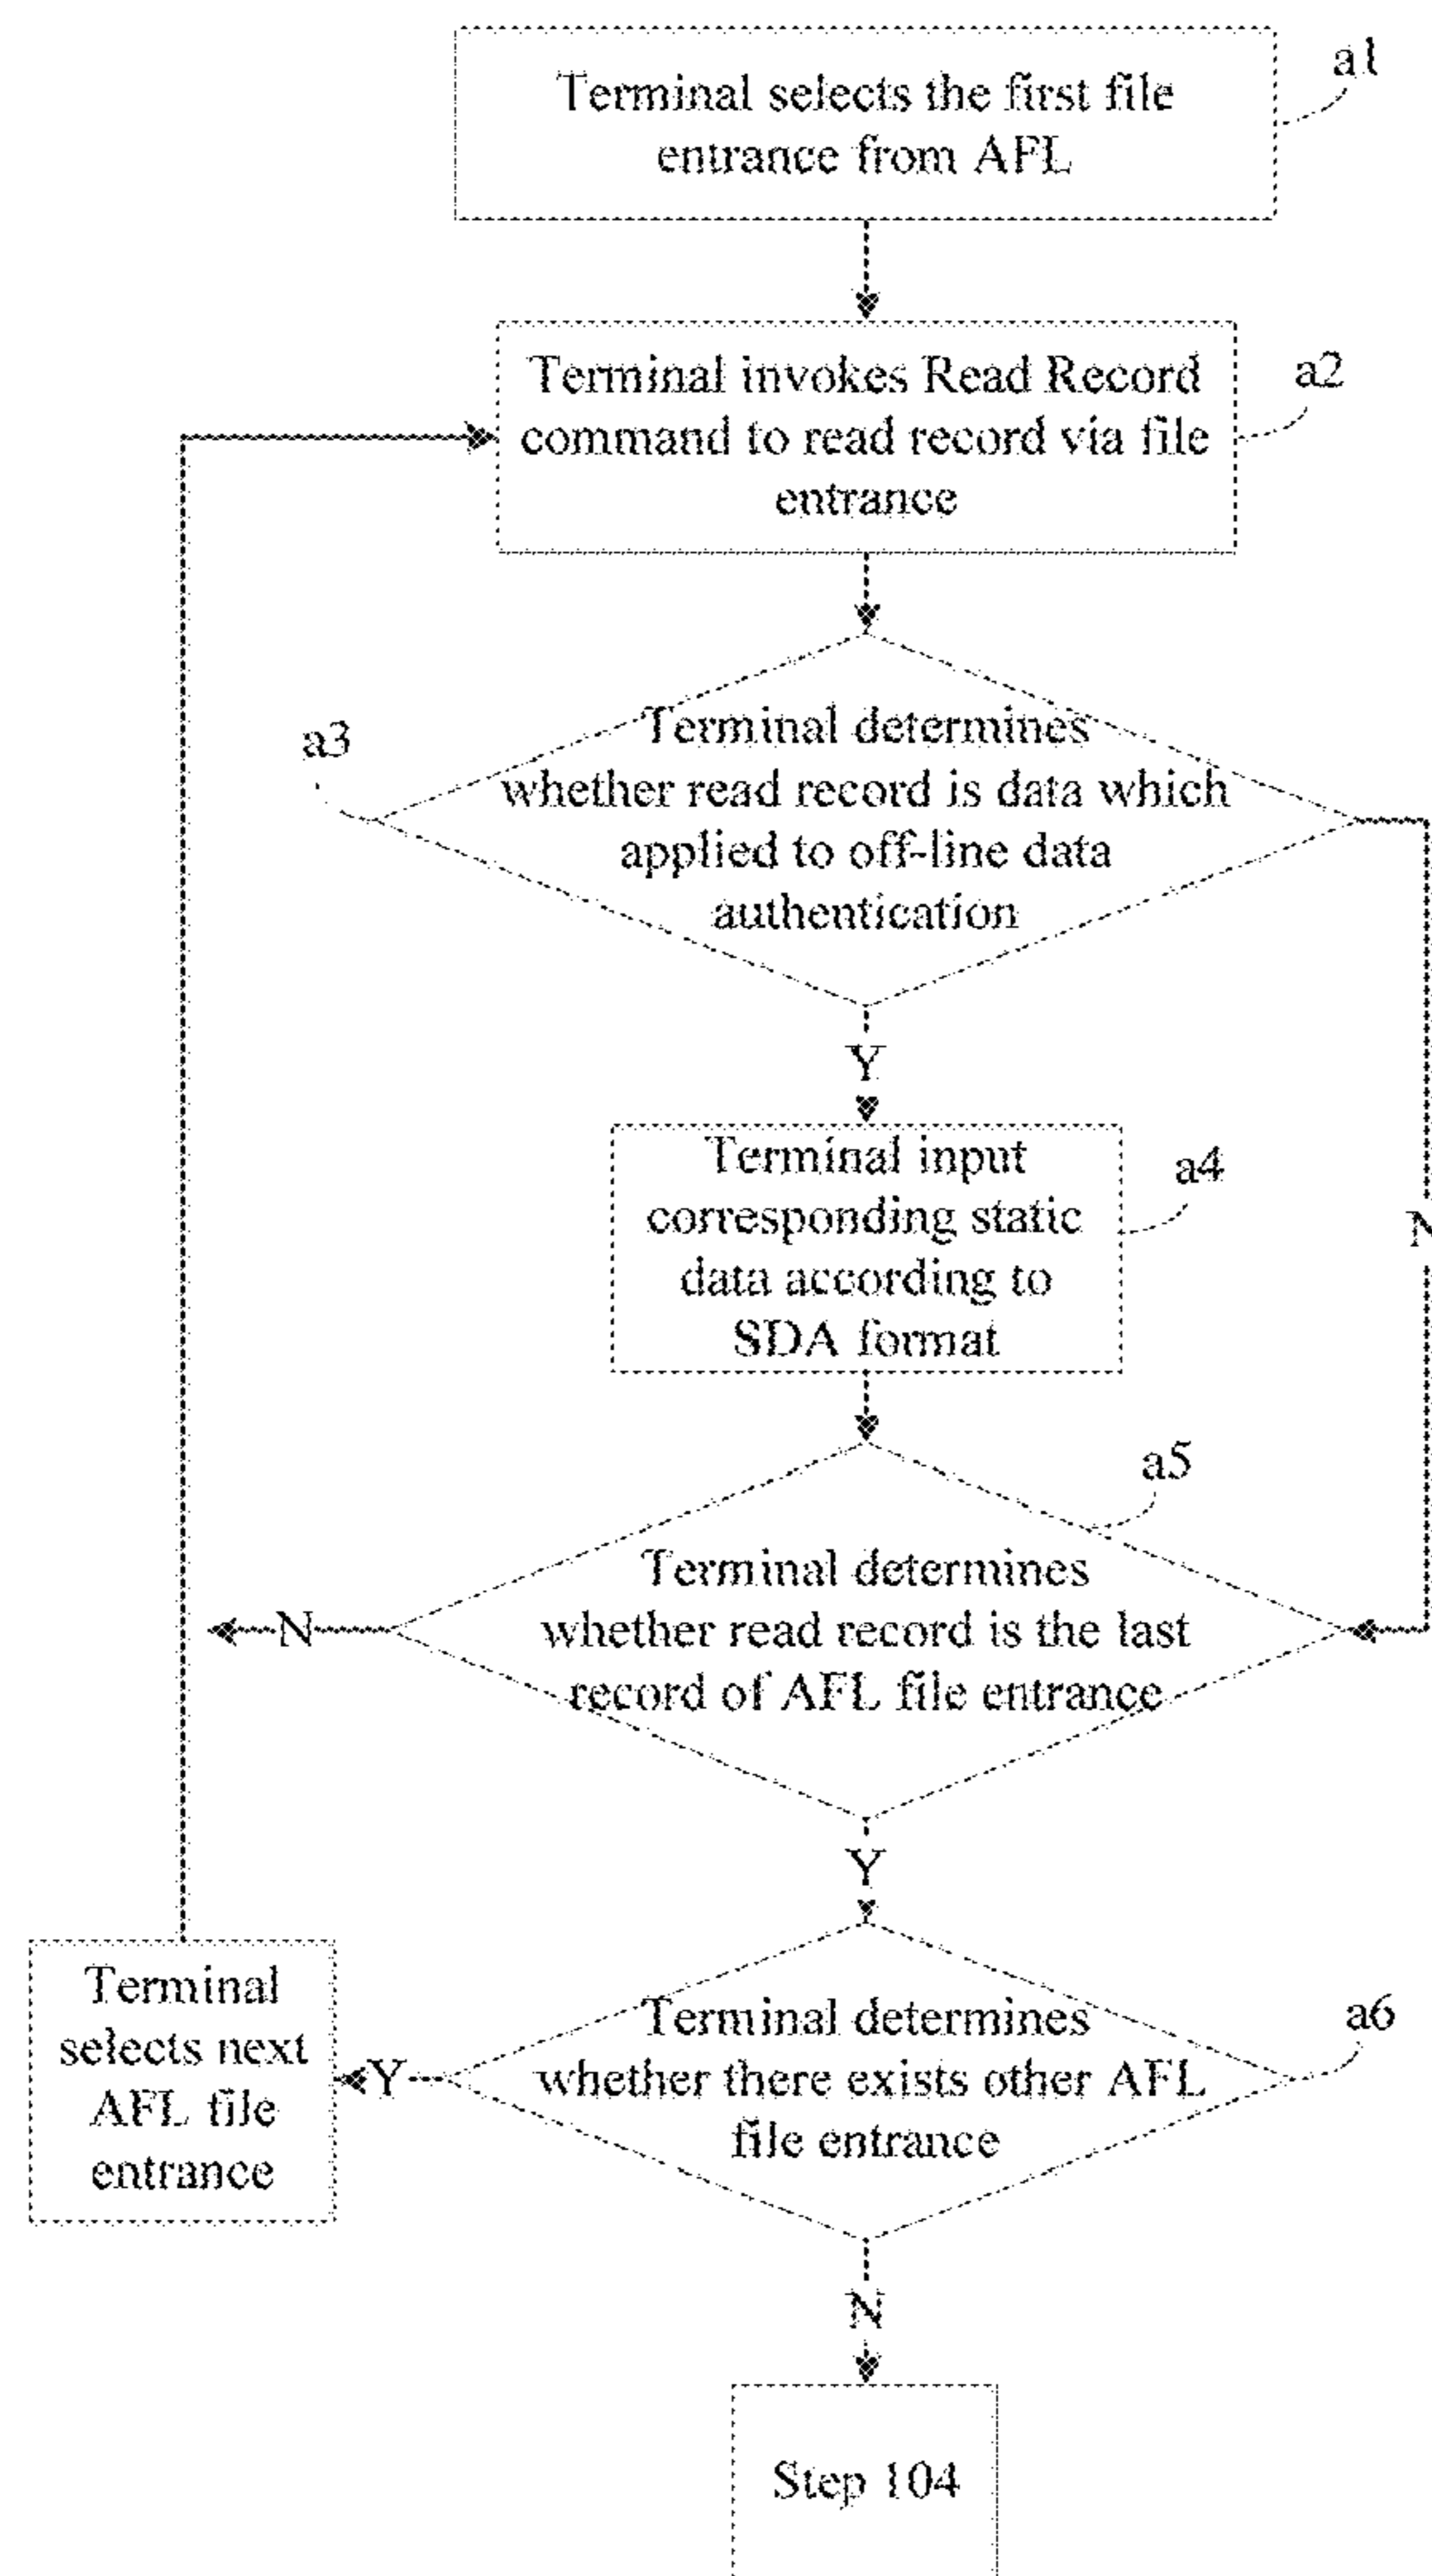 Terminal selects the first file
entrance from AFL
a1
Terminal invokes Read Record
command to read record via file
entrance
a2
Terminal determines
whether read record is data which
applied to off-line data
authentication
a3
Y
N
Terminal input
corresponding static
data according to
SDA format
a4
a5
Terminal determines
whether read record is the last
record of AFL file entrance
N
Y
Terminal determines
whether there exists other AFL
file entrance
a6
Y
Terminal
selects next
AFL file
entrance
N
Step 104